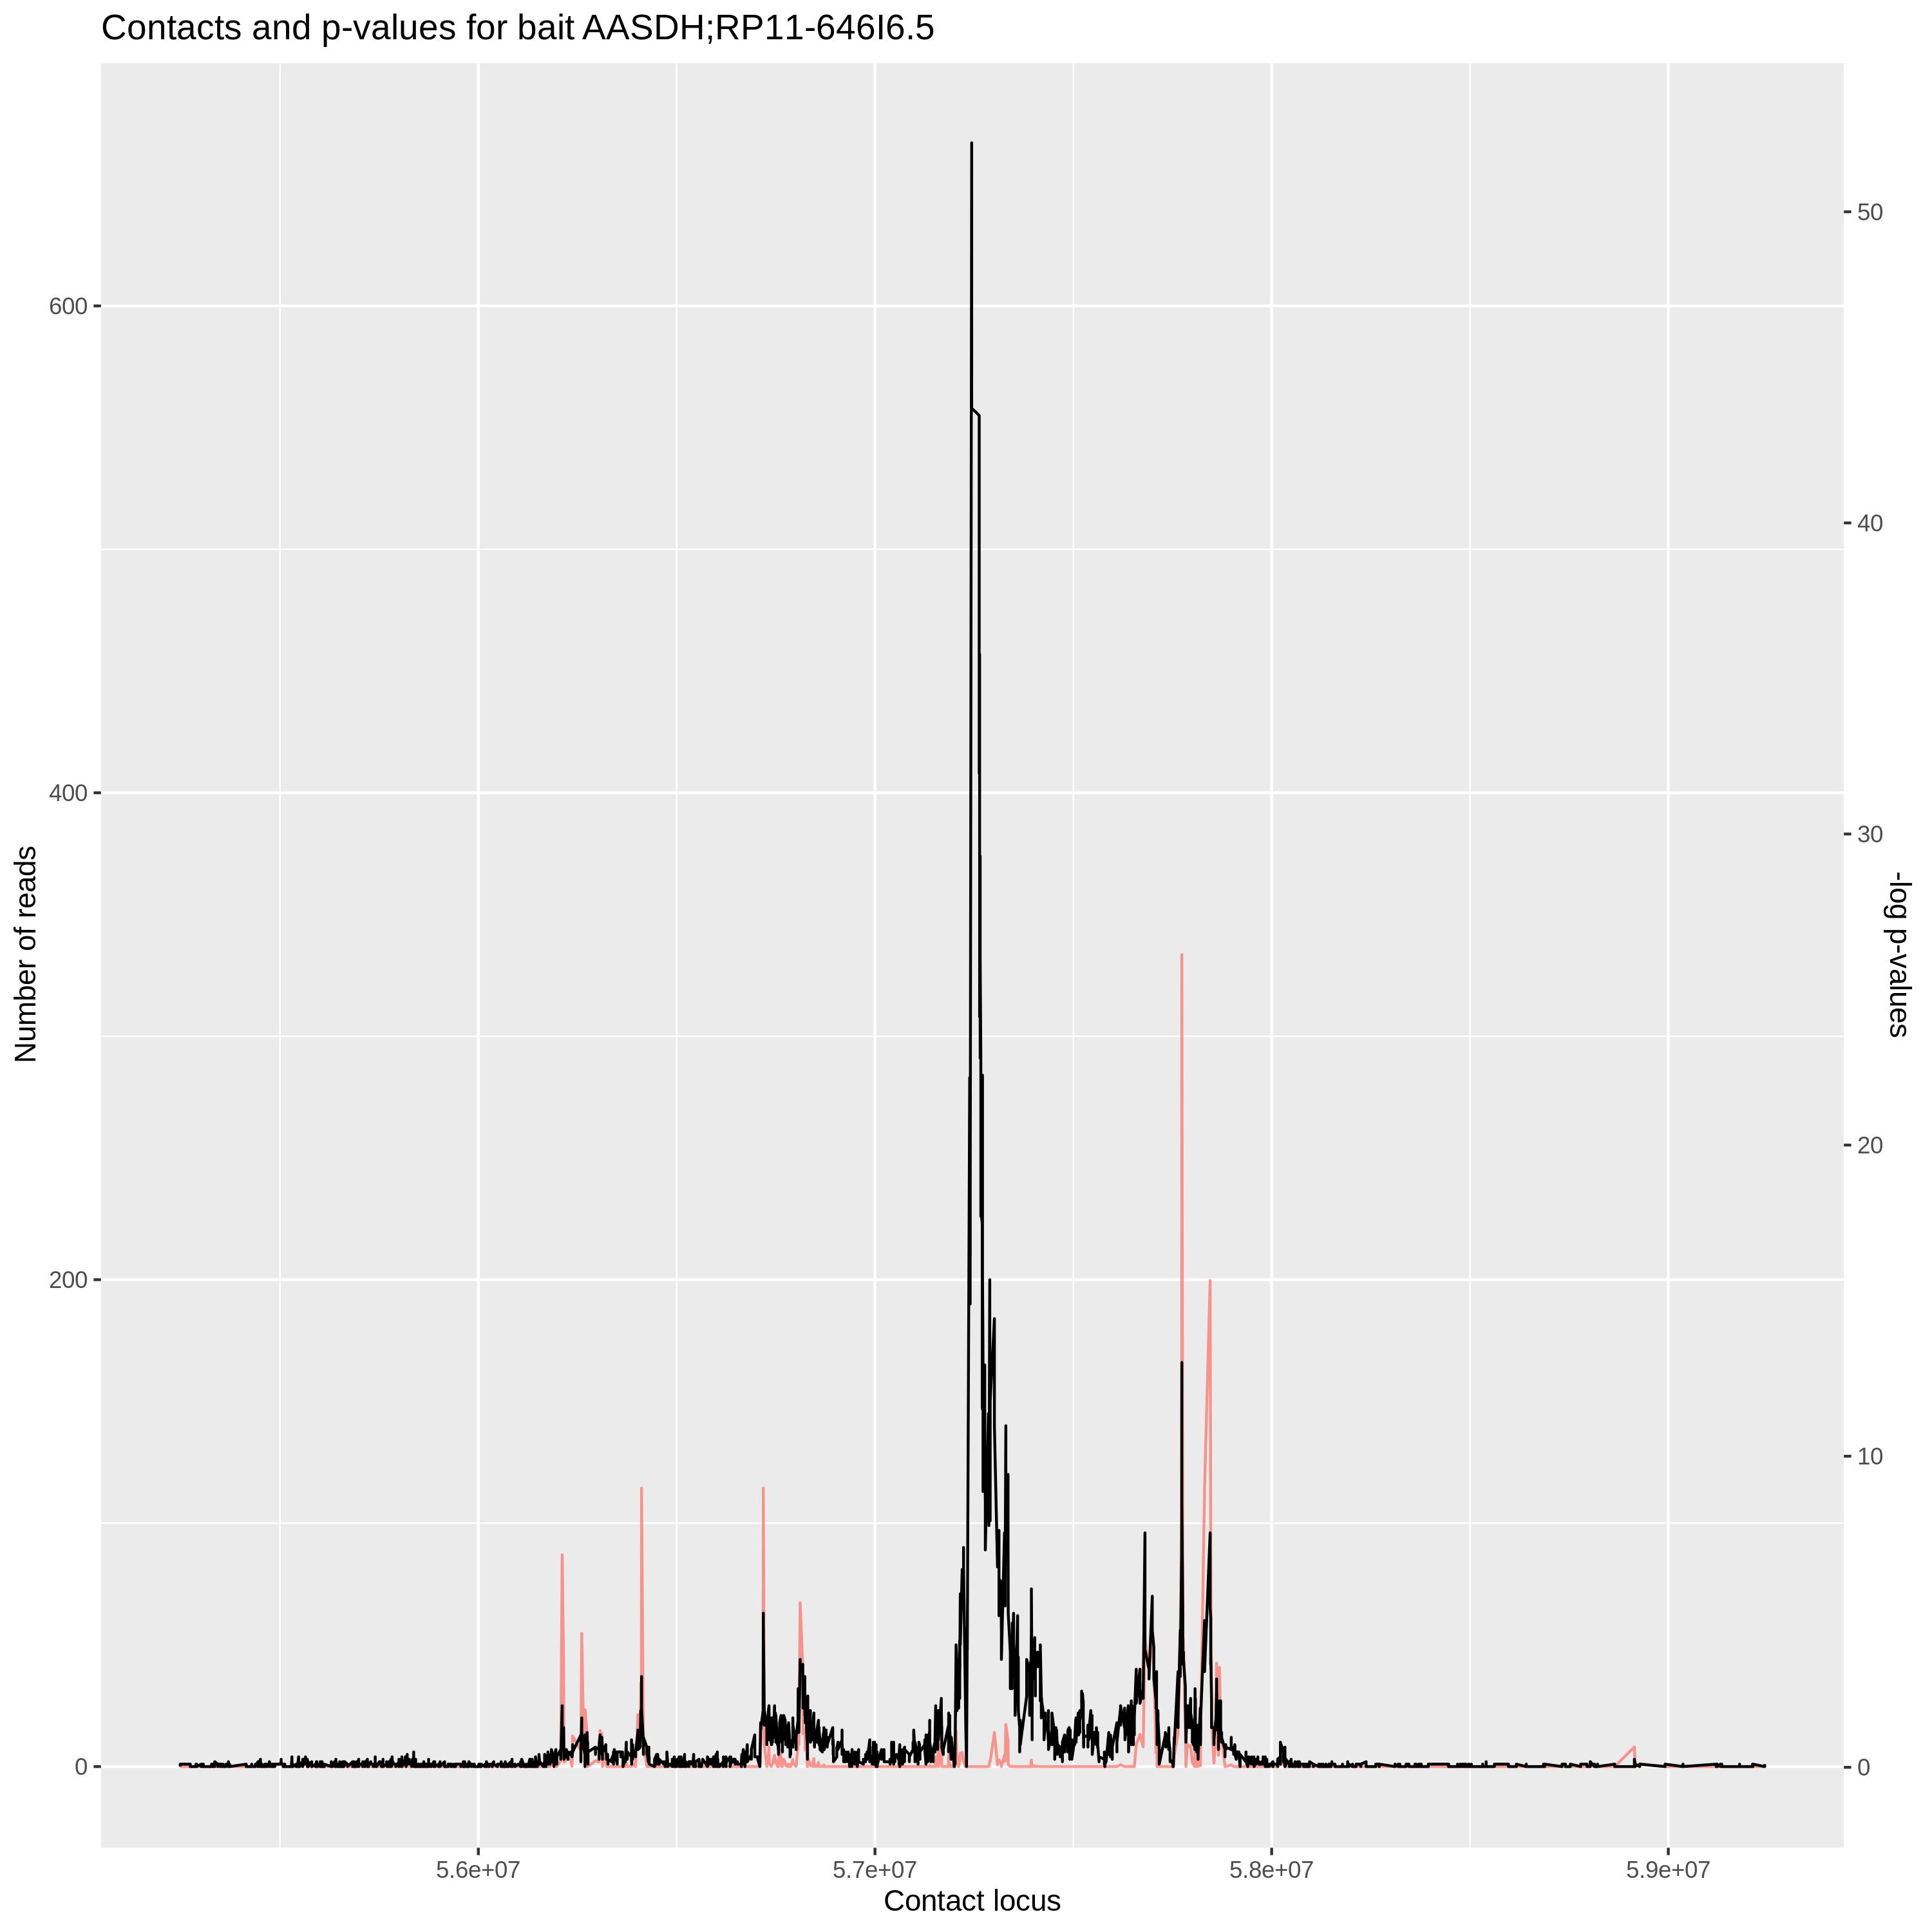 Contacts and p-values for bait AASDH;RP11-646I6.5
Number of reads
600
400
200
0
50
40
30
20
10
0
-log p-values
5.6e+07
5.7e+07
5.8e+07
5.9e+07
Contact locus